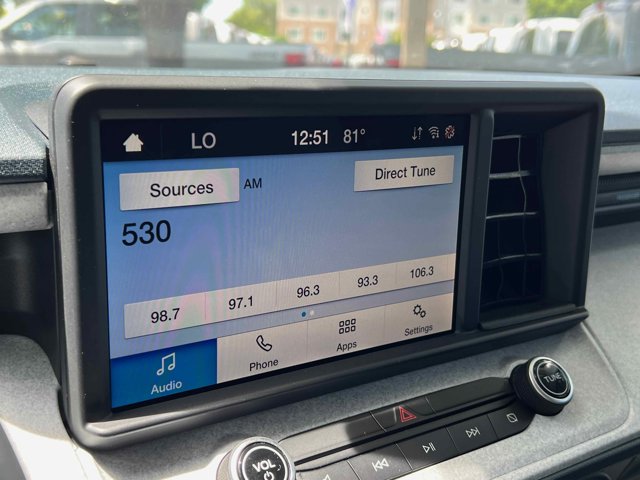 LO 12:51 81°
Sources AM Direct Tune
530
98.7 97.1 96.3 93.3 106.3
Audio Phone Apps Settings
VOL TUNE